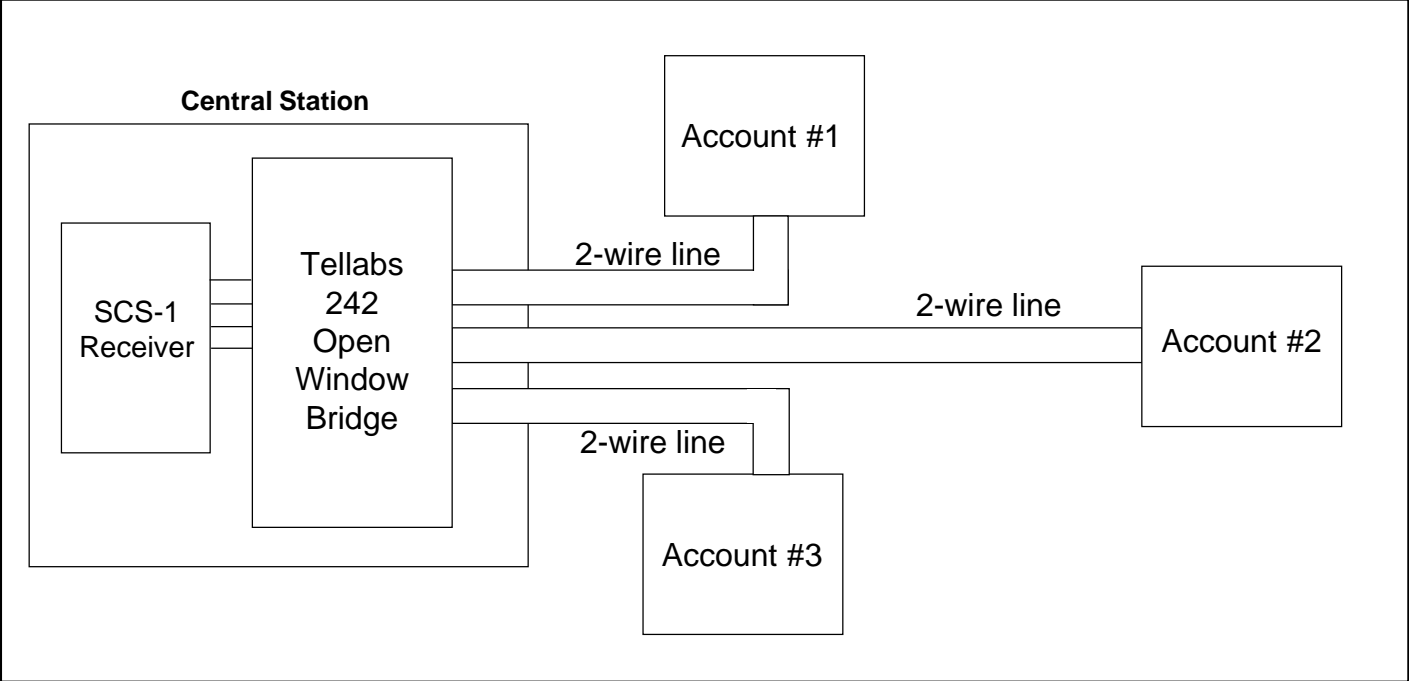 Central Station
SCS-1
Receiver
Tellabs
242
Open
Window
Bridge
2-wire line
Account #1
2-wire line
Account #2
2-wire line
Account #3